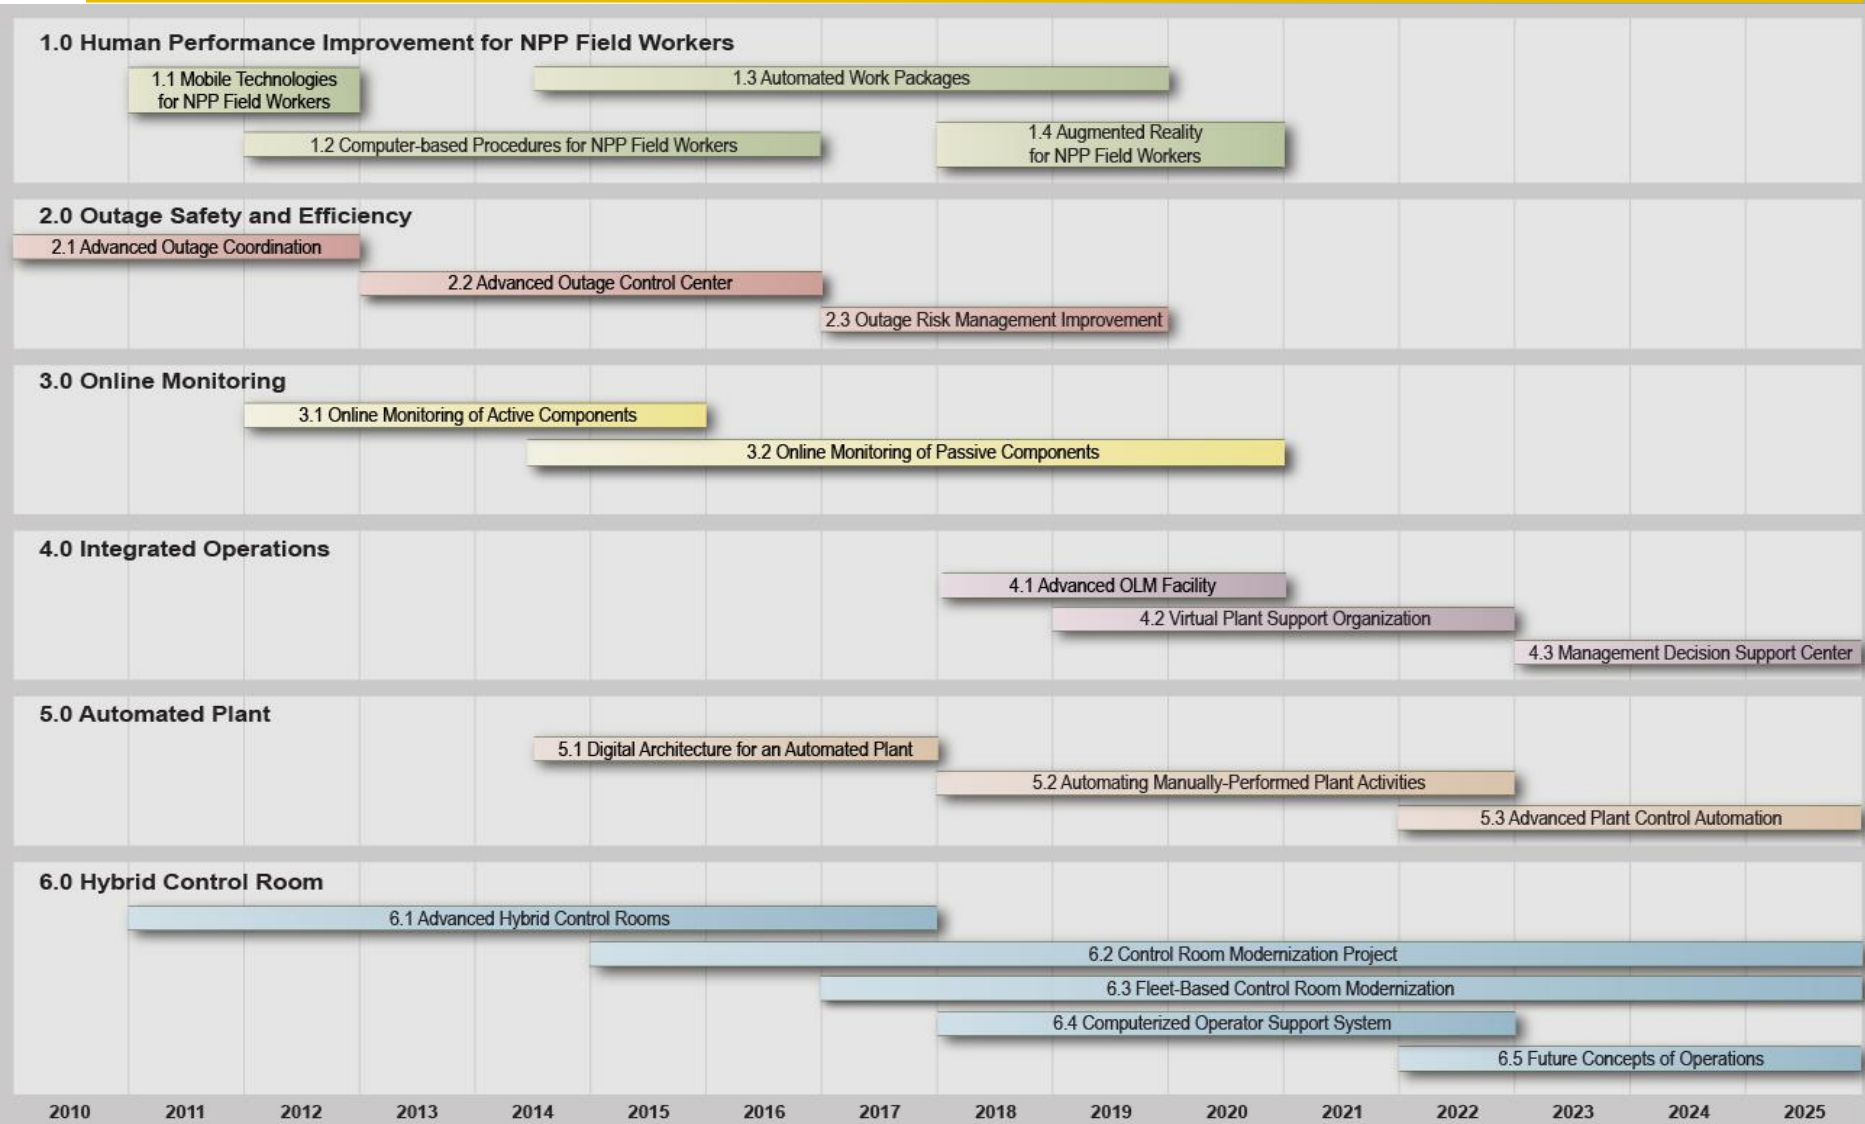 1.0 Human Performance Improvement for NPP Field Workers
1.1 Mobile Technologies
for NPP Field Workers
1.3 Automated Work Packages
1.2 Computer-based Procedures for NPP Field Workers
1.4 Augmented Reality
for NPP Field Workers
2.0 Outage Safety and Efficiency
2.1 Advanced Outage Coordination
2.2 Advanced Outage Control Center
2.3 Outage Risk Management Improvement
3.0 Online Monitoring
3.1 Online Monitoring of Active Components
3.2 Online Monitoring of Passive Components
4.0 Integrated Operations
4.1 Advanced OLM Facility
4.2 Virtual Plant Support Organization
4.3 Management Decision Support Center
5.0 Automated Plant
5.1 Digital Architecture for an Automated Plant
5.2 Automating Manually-Performed Plant Activities
5.3 Advanced Plant Control Automation
6.0 Hybrid Control Room
6.1 Advanced Hybrid Control Rooms
6.2 Control Room Modernization Project
6.3 Fleet-Based Control Room Modernization
6.4 Computerized Operator Support System
6.5 Future Concepts of Operations
2010 2011 2012 2013 2014 2015 2016 2017 2018 2019 2020 2021 2022 2023 2024 2025